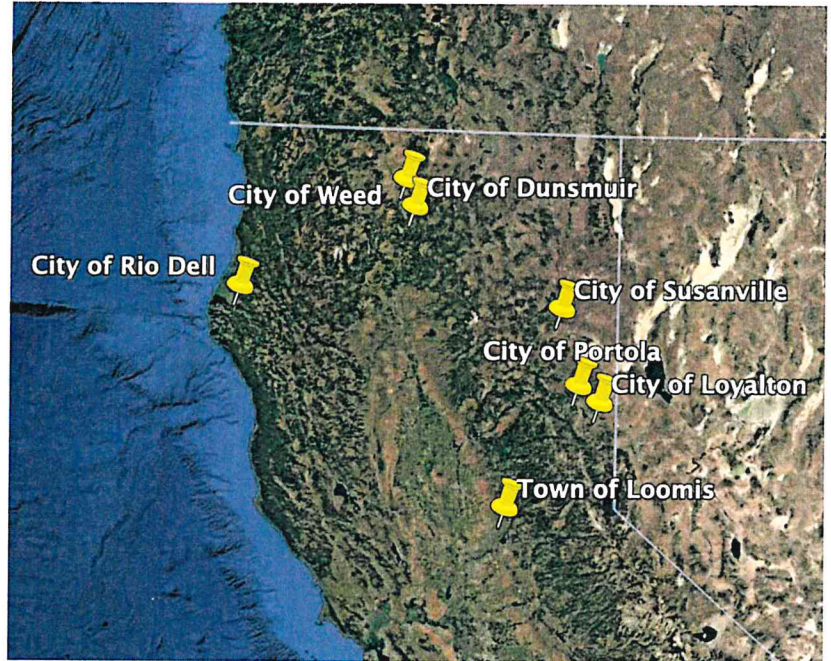 City of Weed
City of Dunsmuir
City of Rio Dell
City of Susanville
City of Portola
City of Loyalton
Town of Loomis